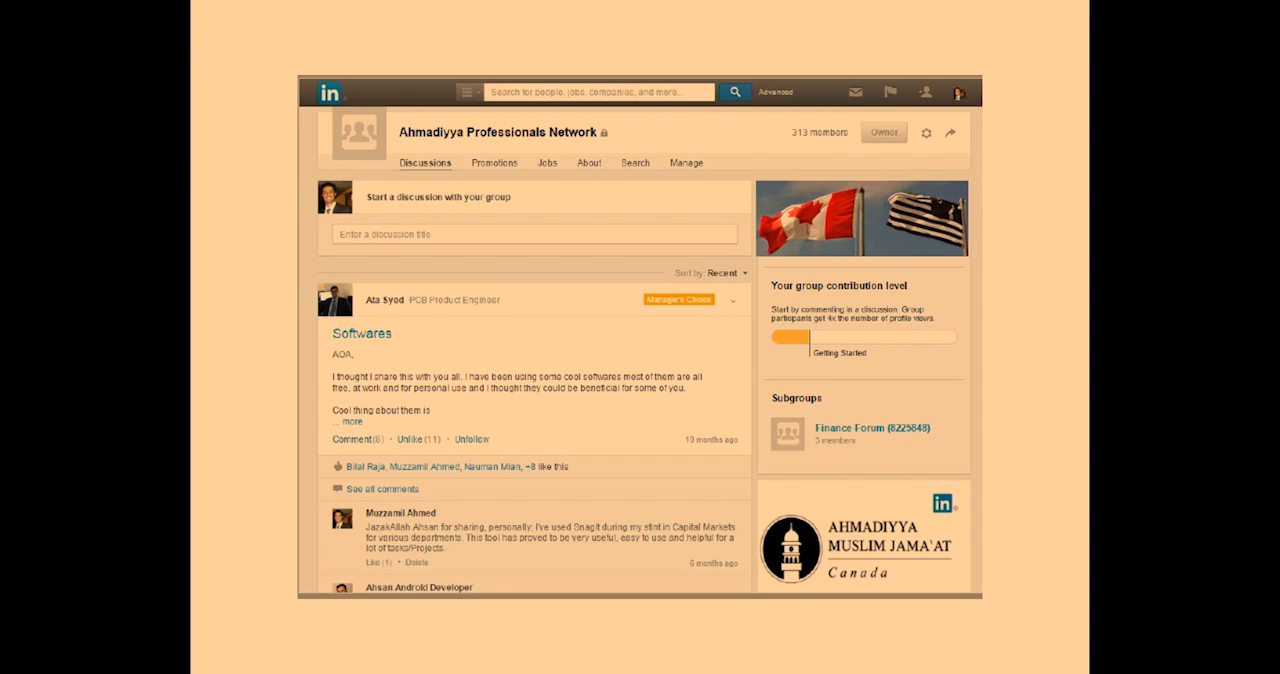 in
Search for people, jobs, companies, and more...
Advanced
Ahmadiyya Professionals Network
313 members
Owner
Discussions
Promotions
Jobs
About
Search
Manage
Start a discussion with your group
Enter a discussion title
Sort by: Recent
Ata Syed PCB Product Engineer
Manager's Choice
Softwares
AOA,
I thought I share this with you all. I have been using some cool softwares most of them are all
free, at work and for personal use and I thought they could be beneficial for some of you.
Cool thing about them is
... more
Comment (8) • Unlike (11) • Unfollow
10 months ago
Bilal Raja, Muzzamil Ahmed, Nauman Mian, +8 like this
See all comments
Muzzamil Ahmed
JazakAllah Ahsan for sharing, personally; I've used SnagIt during my stint in Capital Markets
for various departments. This tool has proved to be very useful, easy to use and helpful for a
lot of tasks/Projects.
Like (1) • Delete
5 months ago
Ahsan Android Developer
Your group contribution level
Start by commenting in a discussion. Group
participants get 4x the number of profile views.
Getting Started
Subgroups
Finance Forum (8225848)
3 members
in
AHMADIYYA
MUSLIM JAMA'AT
Canada